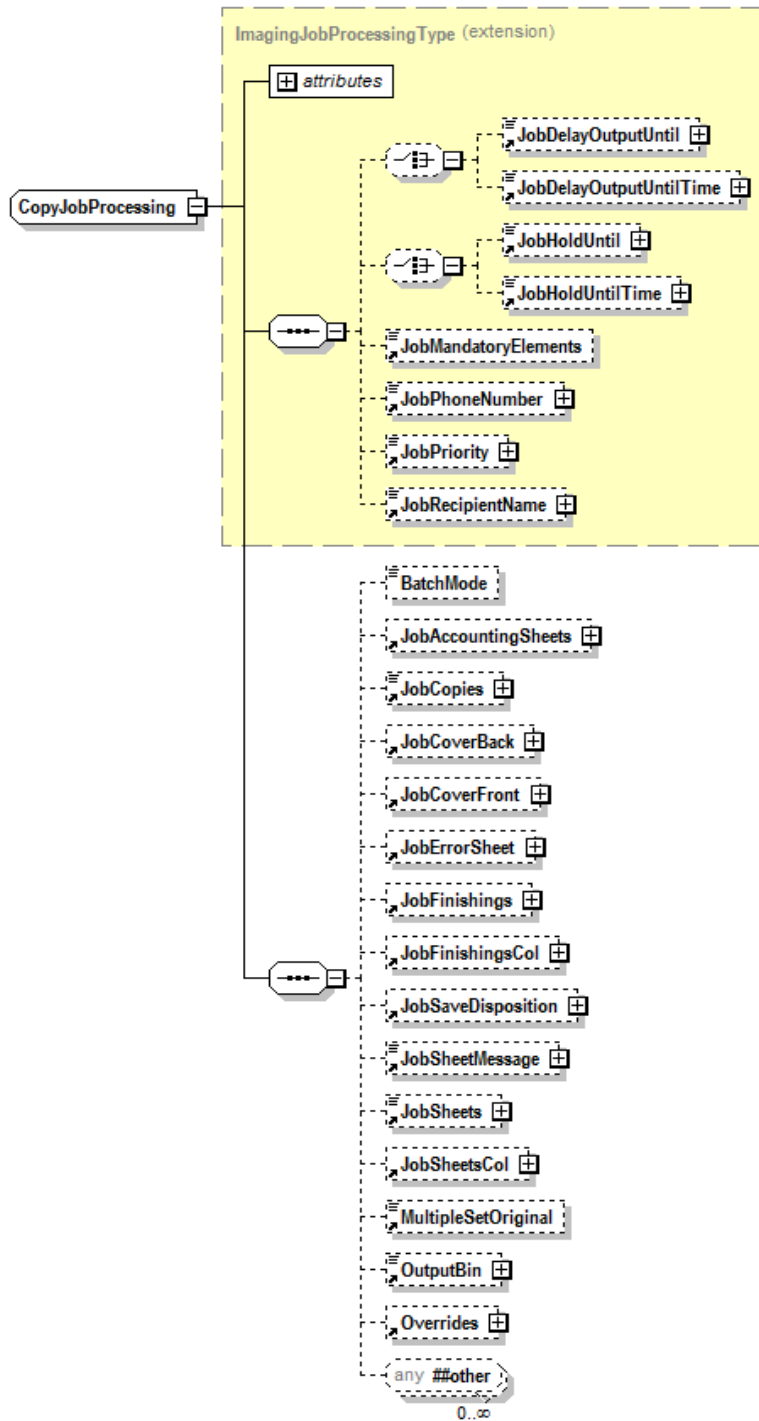 ImagingJobProcessingType (extension)
attributes
JobDelayOutputUntil
JobDelayOutputUntilTime
CopyJobProcessing
JobHoldUntil
JobHoldUntilTime
JobMandatoryElements
JobPhoneNumber
JobPriority
JobRecipientName
BatchMode
JobAccountingSheets
JobCopies
JobCoverBack
JobCoverFront
JobErrorSheet
JobFinishings
JobFinishingsCol
JobSaveDisposition
JobSheetMessage
JobSheets
JobSheetsCol
MultipleSetOriginal
OutputBin
Overrides
any ##other
0..∞